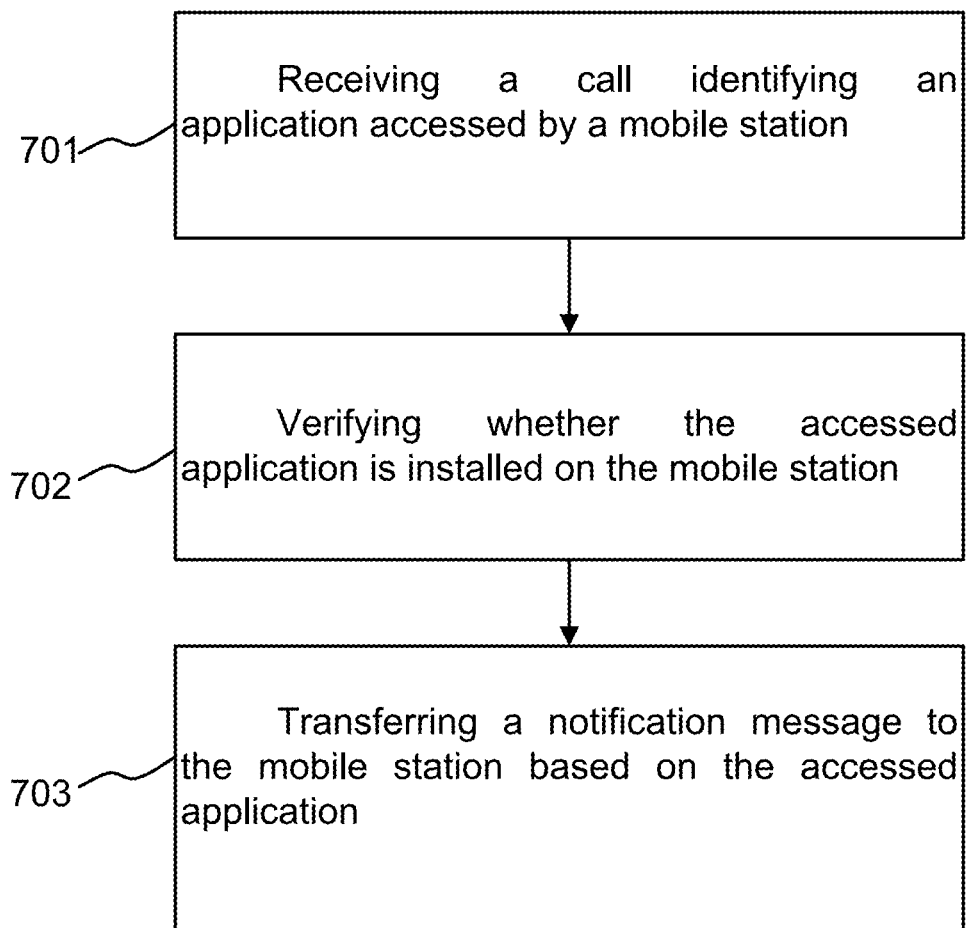 Receiving a call identifying an
application accessed by a mobile station
701
Verifying whether the accessed
application is installed on the mobile station
702
Transferring a notification message to
the mobile station based on the accessed
application
703